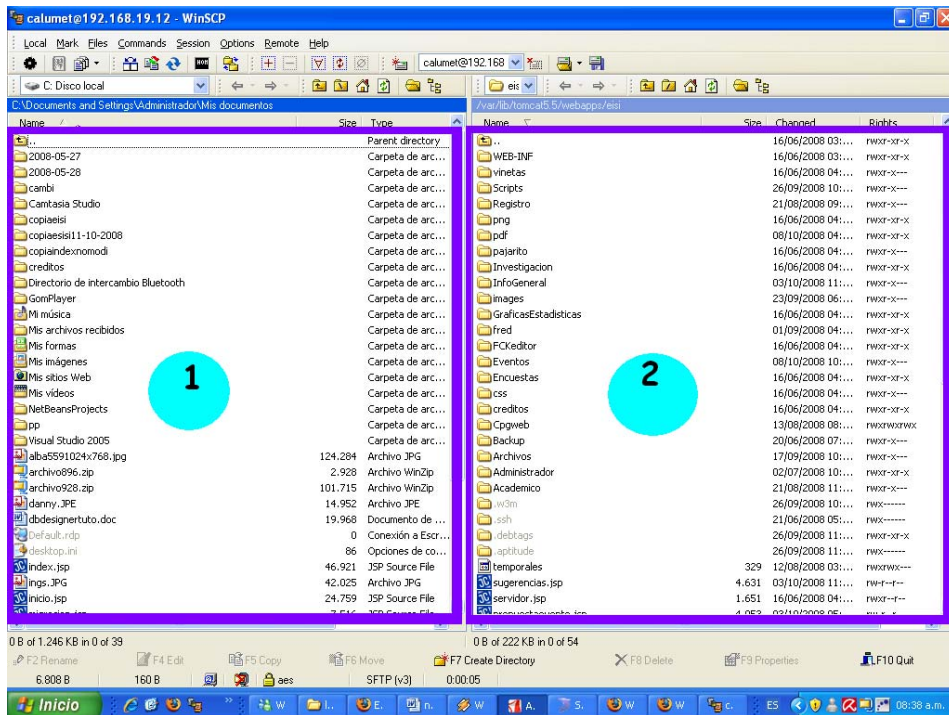 calumet@192.168.19.12 - WinSCP
Local Mark Files Commands Session Options Remote Help
calumet@192.168
C: Disco local
eis
C:\Documents and Settings\Administrador\Mis documentos
/var/lib/tomcat5.5/webapps/eisi
Name Size Type
Name Size Changed Rights
.. Parent directory
2008-05-27 Carpeta de arc...
2008-05-28 Carpeta de arc...
cambi Carpeta de arc...
Camtasia Studio Carpeta de arc...
copiaeisi Carpeta de arc...
copiaesisi11-10-2008 Carpeta de arc...
copiaindexnomodi Carpeta de arc...
creditos Carpeta de arc...
Directorio de intercambio Bluetooth Carpeta de arc...
GomPlayer Carpeta de arc...
Mi música Carpeta de arc...
Mis archivos recibidos Carpeta de arc...
Mis formas Carpeta de arc...
Mis imágenes Carpeta de arc...
Mis sitios Web Carpeta de arc...
Mis vídeos Carpeta de arc...
NetBeansProjects Carpeta de arc...
pp Carpeta de arc...
Visual Studio 2005 Carpeta de arc...
alba5591024x768.jpg 124.284 Archivo JPG
archivo896.zip 2.928 Archivo WinZip
archivo928.zip 101.715 Archivo WinZip
danny.JPE 14.952 Archivo JPE
dbdesignertuto.doc 19.968 Documento de ...
Default.rdp 0 Conexión a Escr...
desktop.ini 86 Opciones de co...
index.jsp 46.921 JSP Source File
ings.JPG 42.025 Archivo JPG
inicio.jsp 24.759 JSP Source File
1
.. 16/06/2008 03:... rwxr-xr-x
WEB-INF 16/06/2008 03:... rwxr-xr-x
vinetas 16/06/2008 04:... rwxr-x---
Scripts 26/09/2008 10:... rwxr-x---
Registro 21/08/2008 09:... rwxr-x---
png 16/06/2008 04:... rwxr-xr-x
pdf 08/10/2008 04:... rwxr-xr-x
pajarito 16/06/2008 04:... rwxr-x---
Investigacion 16/06/2008 04:... rwxr-xr-x
InfoGeneral 03/10/2008 11:... rwxr-x---
images 23/09/2008 06:... rwxr-x---
GraficasEstadisticas 16/06/2008 04:... rwxr-xr-x
fred 01/09/2008 04:... rwxr-xr-x
FCKeditor 16/06/2008 04:... rwxr-xr-x
Eventos 08/10/2008 10:... rwxr-x---
Encuestas 16/06/2008 04:... rwxr-xr-x
css 16/06/2008 04:... rwxr-xr-x
creditos 16/06/2008 04:... rwxr-xr-x
Cpgweb 13/08/2008 08:... rwxrwxrwx
Backup 20/06/2008 07:... rwxr-x---
Archivos 17/09/2008 10:... rwxr-x---
Administrador 02/07/2008 10:... rwxr-xr-x
Academico 21/08/2008 11:... rwxr-x---
.w3m 26/09/2008 10:... rwx------
.ssh 21/06/2008 05:... rwx------
.debtags 26/09/2008 11:... rwxr-xr-x
.aptitude 26/09/2008 11:... rwx------
temporales 329 12/08/2008 03:... rwxrwx---
sugerencias.jsp 4.631 03/10/2008 11:... rw-r--r--
servidor.jsp 1.651 16/06/2008 04:... rwxr--r--
2
0 B of 1.246 KB in 0 of 39
0 B of 222 KB in 0 of 54
F2 Rename F4 Edit F5 Copy F6 Move F7 Create Directory F8 Delete F9 Properties F10 Quit
6.808 B 160 B aes SFTP (v3) 0:00:05
Inicio W I.. E. n. W A. S. W W c. ES 08:38 a.m.